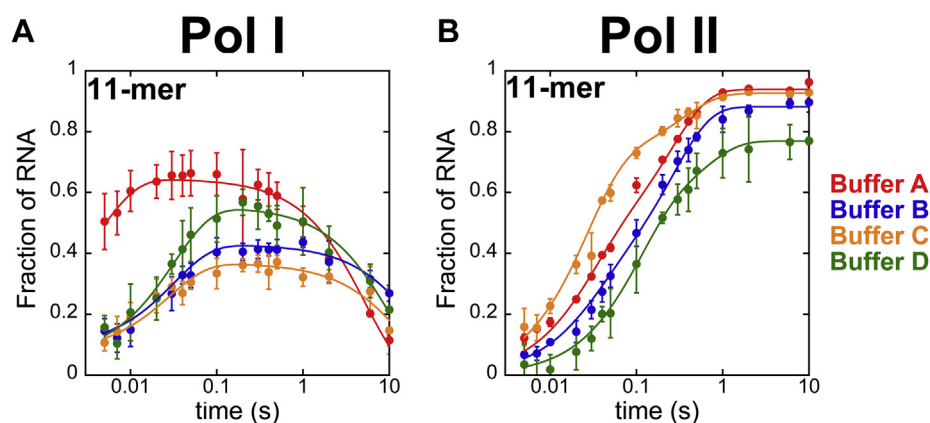 A
Pol I
B
Pol II
11-mer
Fraction of RNA
1
0.8
0.6
0.4
0.2
0
0.01
0.1
1
10
time (s)
11-mer
Fraction of RNA
1
0.8
0.6
0.4
0.2
0
0.01
0.1
1
10
time (s)
Buffer A
Buffer B
Buffer C
Buffer D